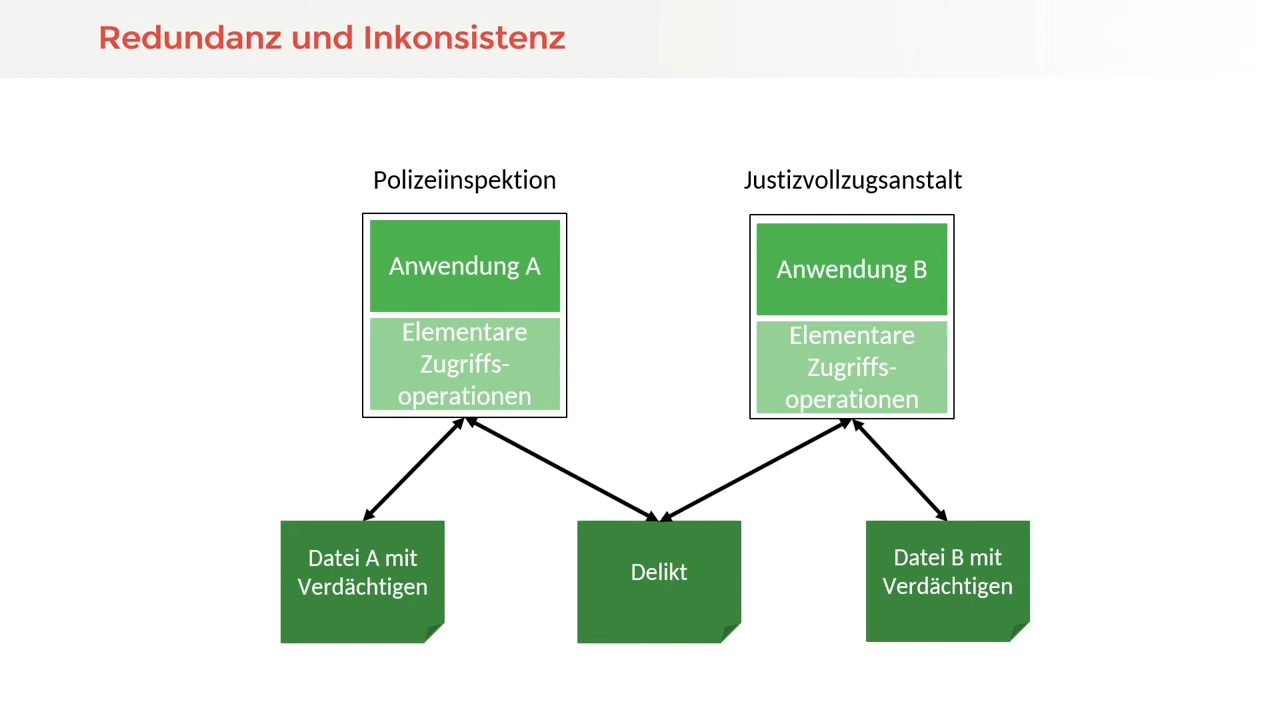 Redundanz und Inkonsistenz
Polizeiinspektion
Justizvollzugsanstalt
Anwendung A
Elementare
Zugriffs-
operationen
Anwendung B
Elementare
Zugriffs-
operationen
Datei A mit
Verdächtigen
Delikt
Datei B mit
Verdächtigen